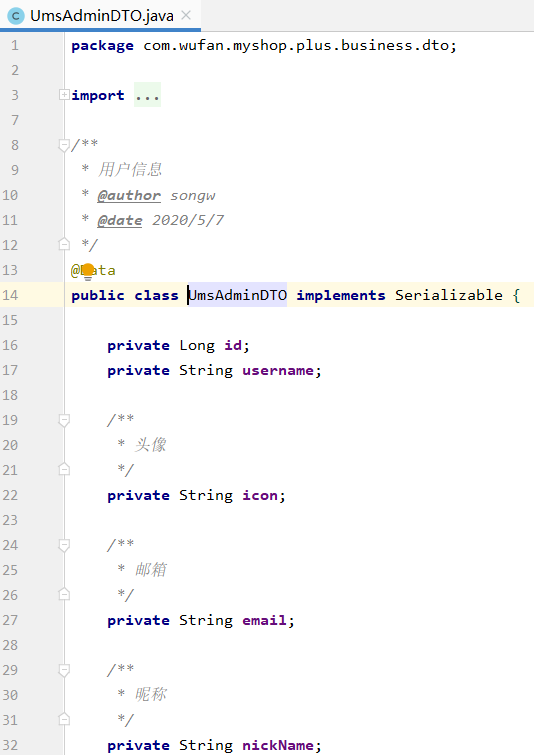 UmsAdminDTO.java
1 package com.wufan.myshop.plus.business.dto;
2
3 import ...
7
8 /**
9 * 用户信息
10 * @author songw
11 * @date 2020/5/7
12 */
13 @Data
14 public class UmsAdminDTO implements Serializable {
15
16 private Long id;
17 private String username;
18
19 /**
20 * 头像
21 */
22 private String icon;
23
24 /**
25 * 邮箱
26 */
27 private String email;
28
29 /**
30 * 昵称
31 */
32 private String nickName;